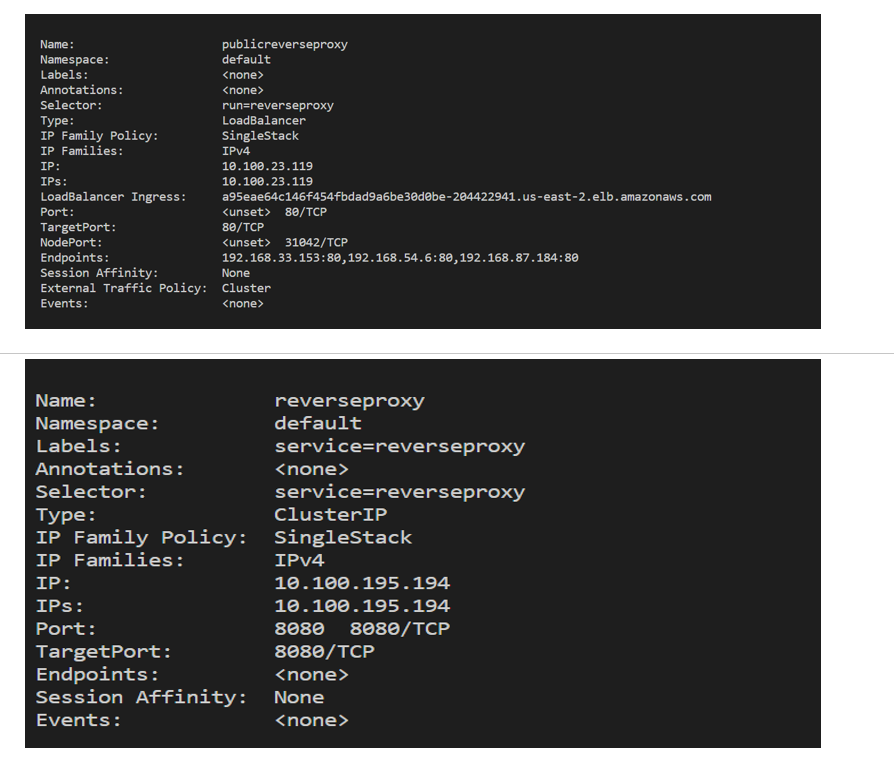 Name: publicreverseproxy
Namespace: default
Labels: <none>
Annotations: <none>
Selector: run=reverseproxy
Type: LoadBalancer
IP Family Policy: SingleStack
IP Families: IPv4
IP: 10.100.23.119
IPs: 10.100.23.119
LoadBalancer Ingress: a95eae64c146f454fbdad9a6be30d0be-204422941.us-east-2.elb.amazonaws.com
Port: <unset> 80/TCP
TargetPort: 80/TCP
NodePort: <unset> 31042/TCP
Endpoints: 192.168.33.153:80,192.168.54.6:80,192.168.87.184:80
Session Affinity: None
External Traffic Policy: Cluster
Events: <none>
Name: reverseproxy
Namespace: default
Labels: service=reverseproxy
Annotations: <none>
Selector: service=reverseproxy
Type: ClusterIP
IP Family Policy: SingleStack
IP Families: IPv4
IP: 10.100.195.194
IPs: 10.100.195.194
Port: 8080 8080/TCP
TargetPort: 8080/TCP
Endpoints: <none>
Session Affinity: None
Events: <none>